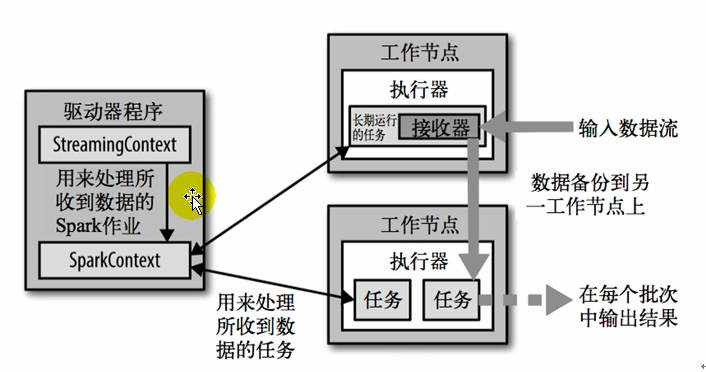 驱动器程序
StreamingContext
用来处理所
收到数据的
Spark作业
SparkContext
工作节点
执行器
长期运行
的任务
接收器
输入数据流
数据备份到另
一工作节点上
工作节点
执行器
任务
任务
在每个批次
中输出结果
用来处理
所收到数
据的任务